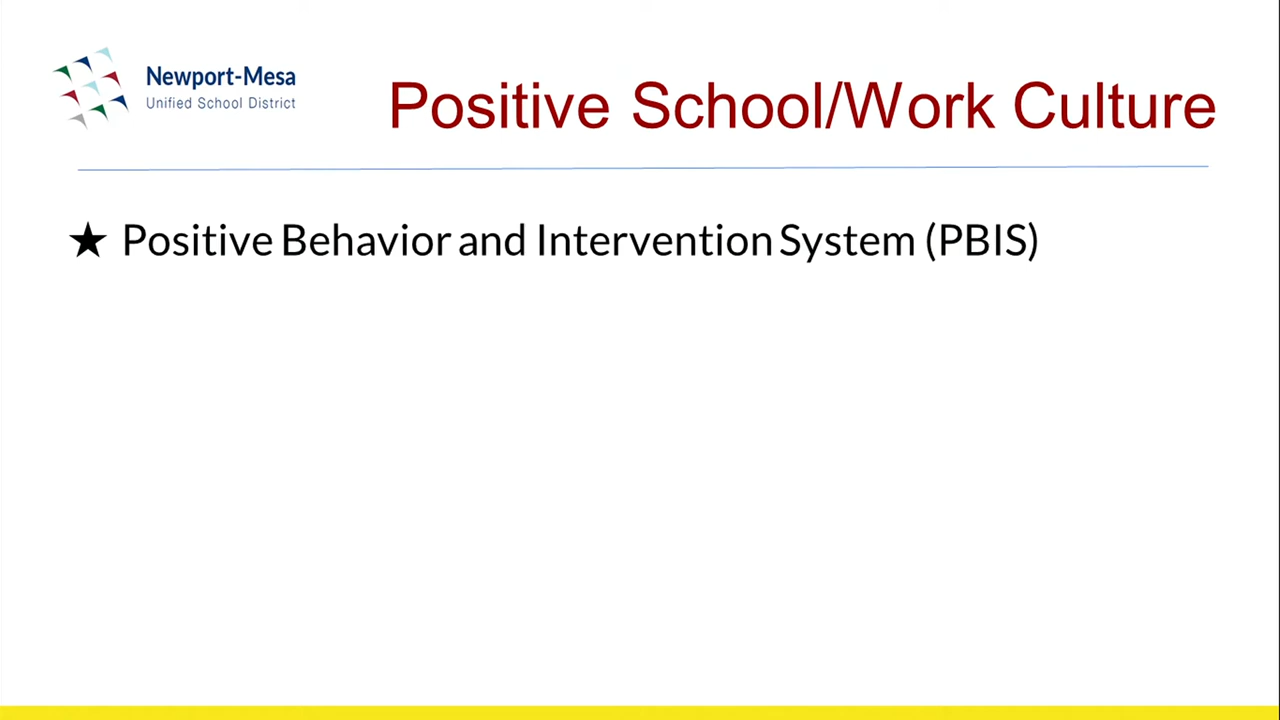 Newport-Mesa
Unified School District
Positive School/Work Culture
★ Positive Behavior and Intervention System (PBIS)